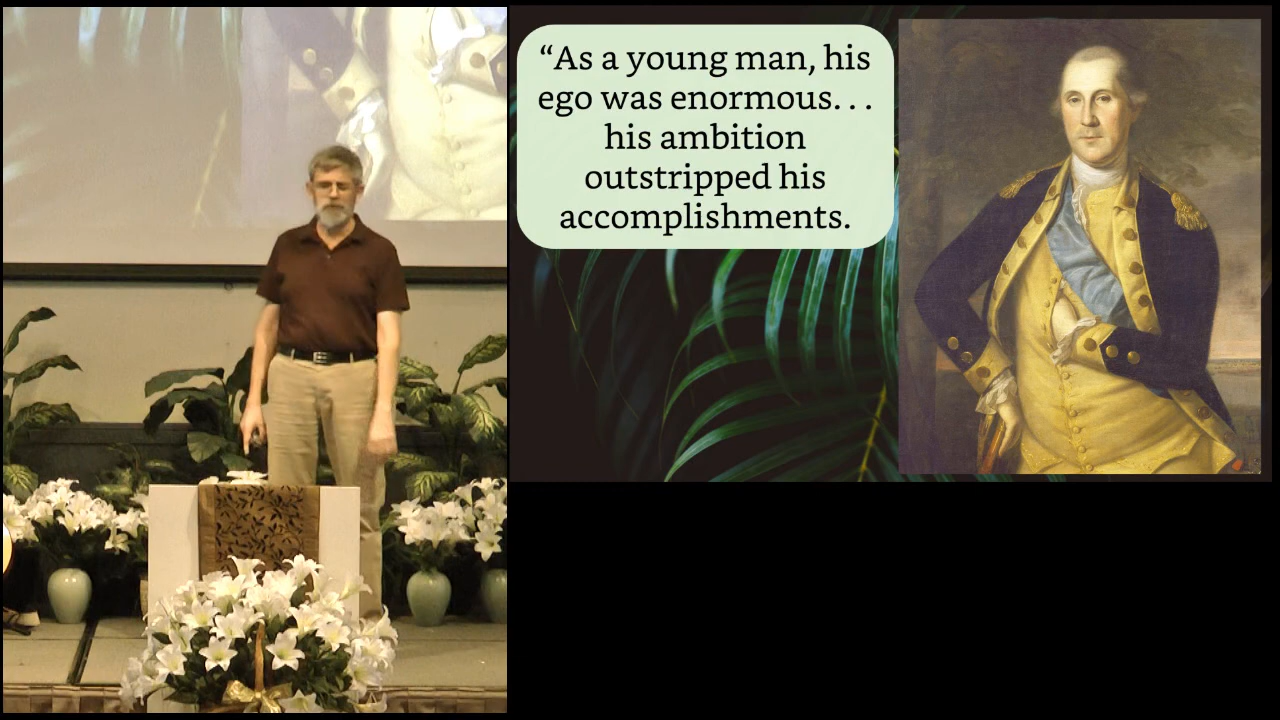 “As a young man, his
ego was enormous. . .
his ambition
outstripped his
accomplishments.